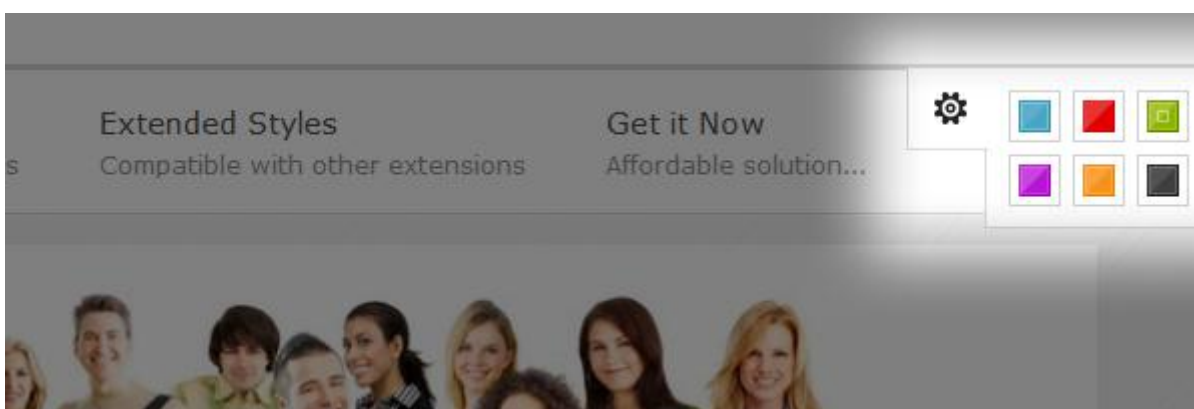 Extended Styles
Get it Now
s
Compatible with other extensions
Affordable solution...